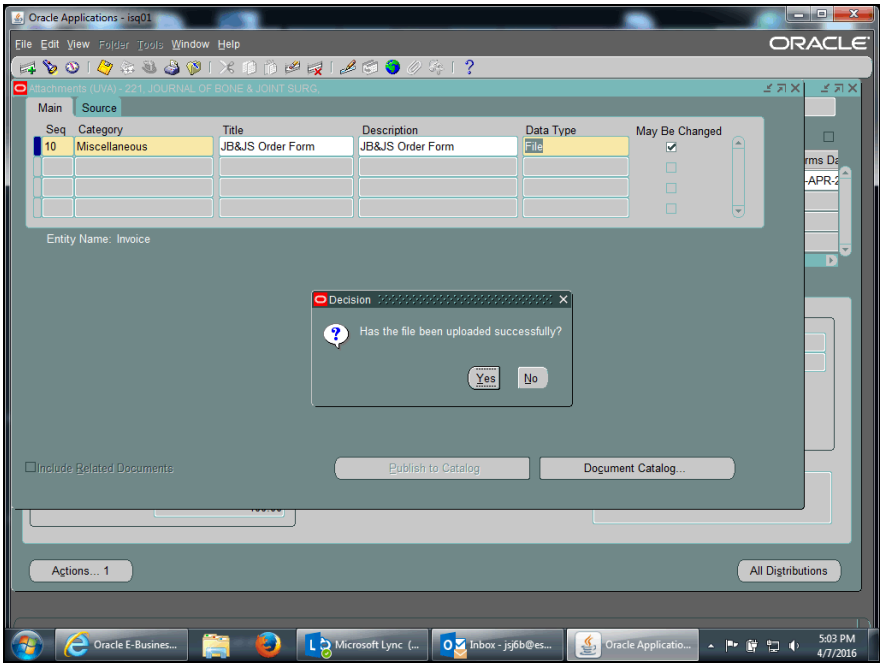 Oracle Applications - isq01
File Edit View Folder Tools Window Help
ORACLE
Attachments (UVA) - 221, JOURNAL OF BONE & JOINT SURG.
Main Source
Seq Category Title Description Data Type May Be Changed
10 Miscellaneous JB&JS Order Form JB&JS Order Form File
rms Da
-APR-2
Entity Name: Invoice
Decision
Has the file been uploaded successfully?
Yes No
Include Related Documents
Publish to Catalog
Document Catalog...
Actions... 1
All Distributions
Oracle E-Busines...
Microsoft Lync (...
Inbox - jsj6b@es...
Oracle Applicatio...
5:03 PM
4/7/2016